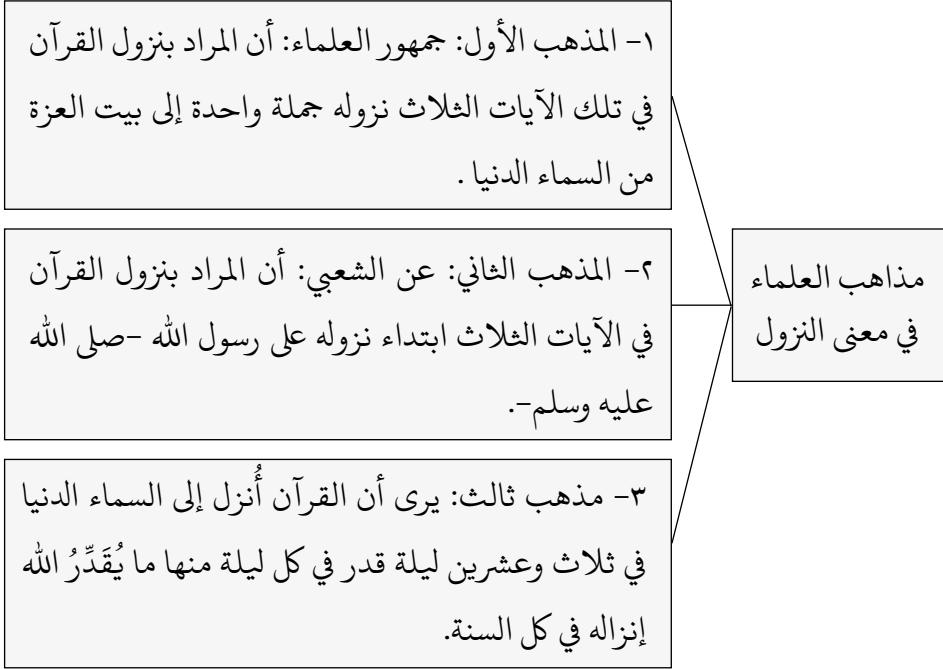 مذاهب العلماء
في معنى النزول
١- المذهب الأول: جمهور العلماء: أن المراد بنزول القرآن
في تلك الآيات الثلاث نزوله جملة واحدة إلى بيت العزة
من السماء الدنيا .
٢- المذهب الثاني: عن الشعبي: أن المراد بنزول القرآن
في الآيات الثلاث ابتداء نزوله على رسول الله -صلى الله
عليه وسلم-.
٣- مذهب ثالث: يرى أن القرآن أُنزل إلى السماء الدنيا
في ثلاث وعشرين ليلة قدر في كل ليلة منها ما يُقَدِّرُ الله
إنزاله في كل السنة.